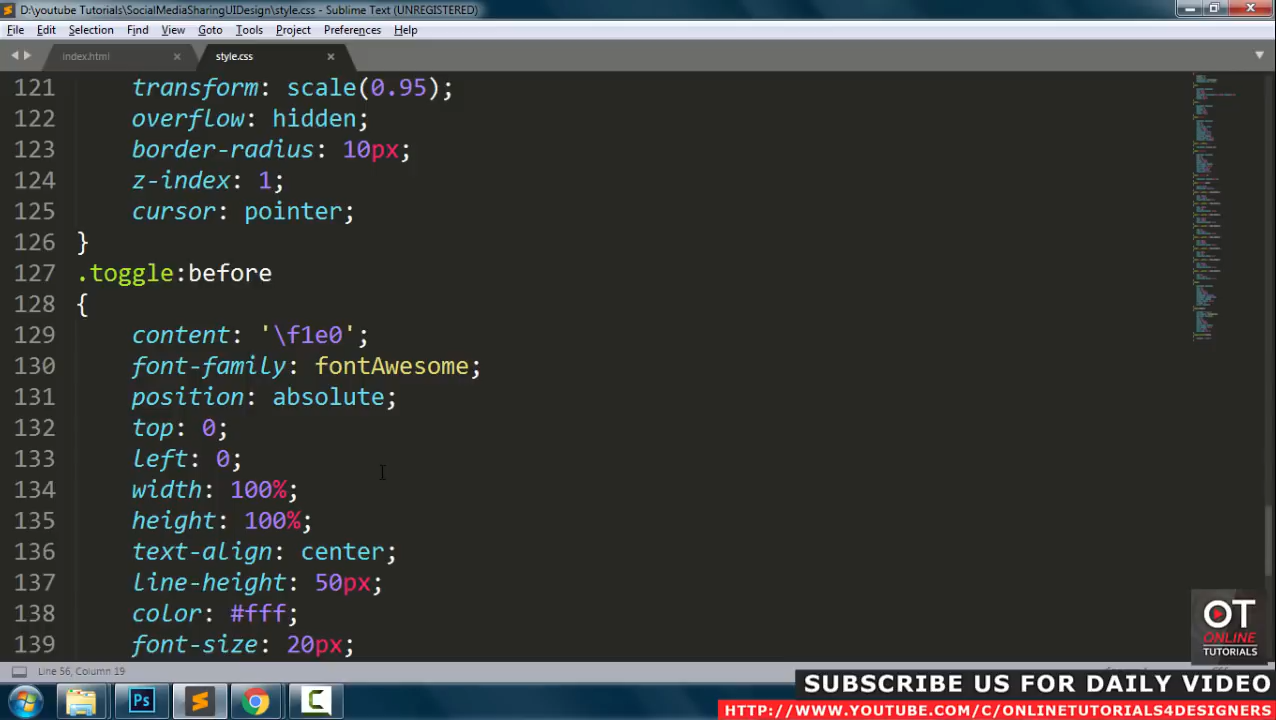 D:\youtube Tutorials\SocialMediaSharingUIDesign\style.css - Sublime Text (UNREGISTERED)
File Edit Selection Find View Goto Tools Project Preferences Help
index.html × style.css ×
121 transform: scale(0.95);
122 overflow: hidden;
123 border-radius: 10px;
124 z-index: 1;
125 cursor: pointer;
126 }
127 .toggle:before
128 {
129 content: '\f1e0';
130 font-family: fontAwesome;
131 position: absolute;
132 top: 0;
133 left: 0;
134 width: 100%;
135 height: 100%;
136 text-align: center;
137 line-height: 50px;
138 color: #fff;
139 font-size: 20px;
OT
ONLINE
TUTORIALS
Line 56, Column 19
Ps
SUBSCRIBE US FOR DAILY VIDEO
HTTP://WWW.YOUTUBE.COM/C/ONLINETUTORIALS4DESIGNERS